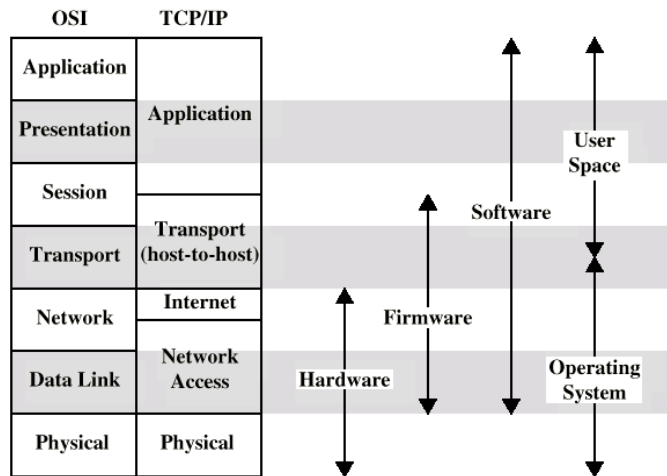 OSI TCP/IP
Application
Presentation
Session
Transport
Network
Data Link
Physical
Application
Transport
(host-to-host)
Internet
Network
Access
Physical
Hardware
Firmware
Software
User
Space
Operating
System